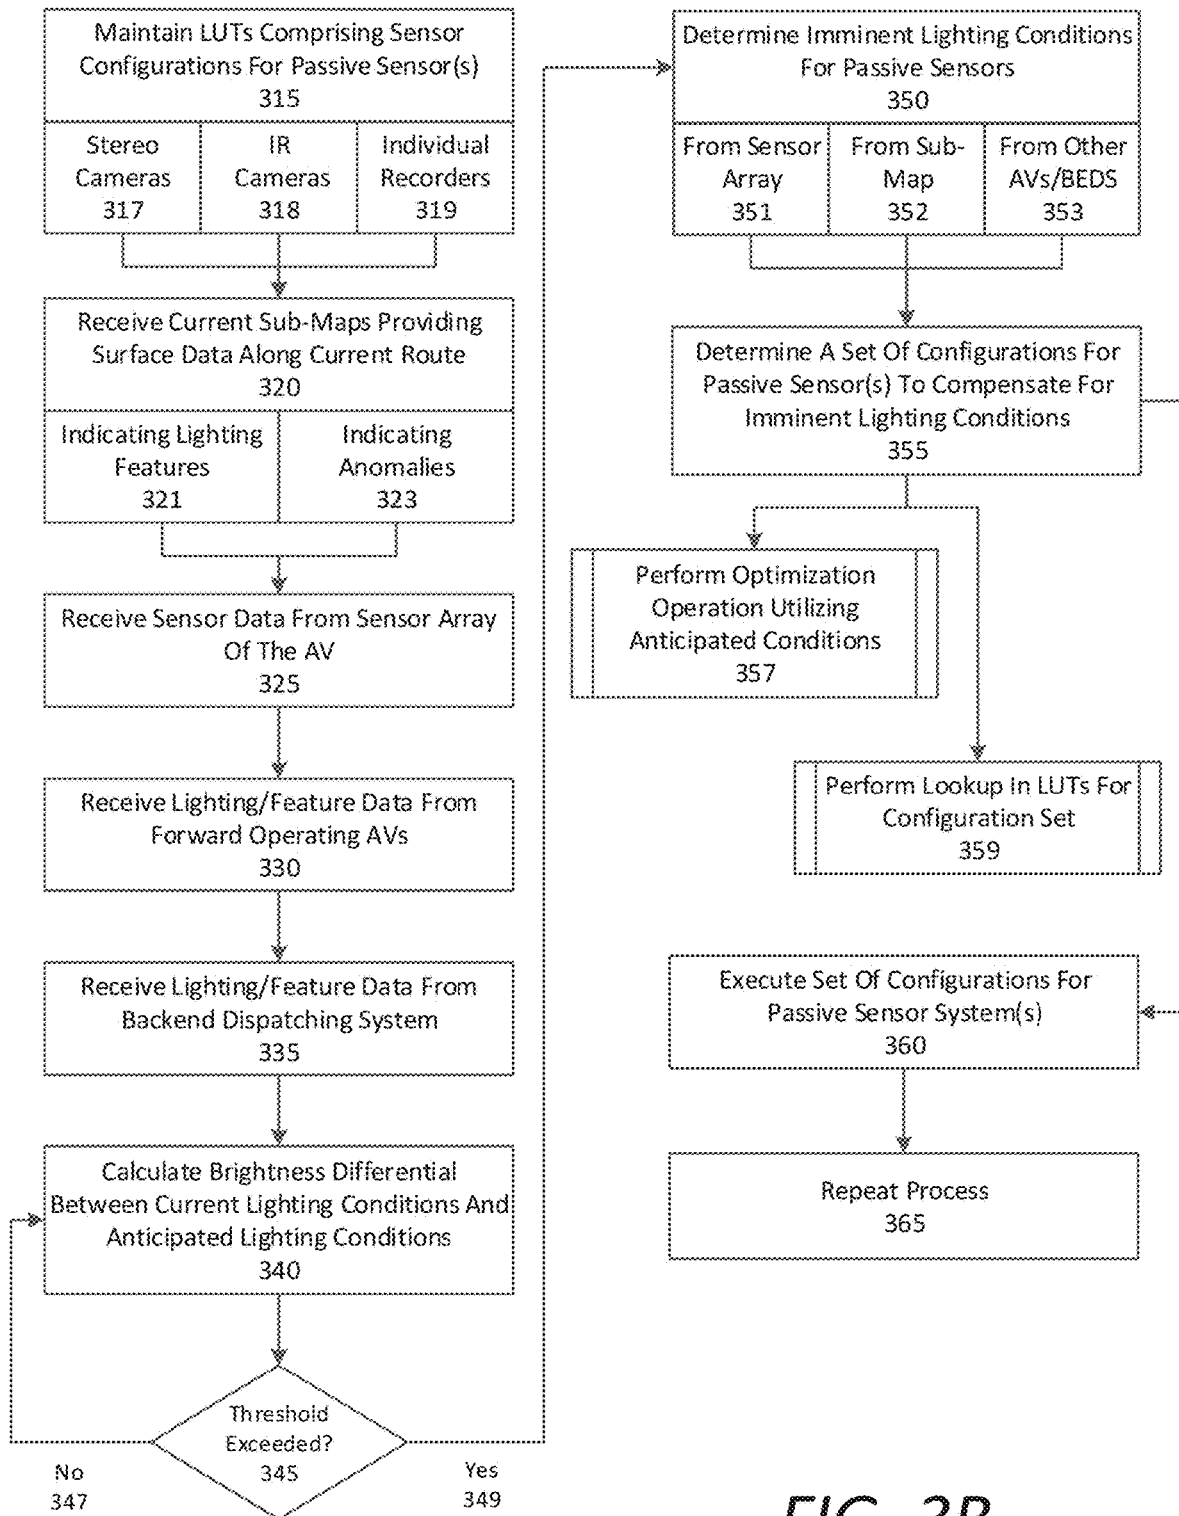 Maintain LUTs Comprising Sensor
Configurations For Passive Sensor(s)
315
Stereo
Cameras
317
IR
Cameras
318
Individual
Recorders
319
Receive Current Sub-Maps Providing
Surface Data Along Current Route
320
Indicating Lighting
Features
321
Indicating
Anomalies
323
Receive Sensor Data From Sensor Array
Of The AV
325
Receive Lighting/Feature Data From
Forward Operating AVs
330
Receive Lighting/Feature Data From
Backend Dispatching System
335
Calculate Brightness Differential
Between Current Lighting Conditions And
Anticipated Lighting Conditions
340
Threshold
Exceeded?
345
No
347
Yes
349
Determine Imminent Lighting Conditions
For Passive Sensors
350
From Sensor
Array
351
From Sub-
Map
352
From Other
AVs/BEDS
353
Determine A Set Of Configurations For
Passive Sensor(s) To Compensate For
Imminent Lighting Conditions
355
Perform Optimization
Operation Utilizing
Anticipated Conditions
357
Perform Lookup In LUTs For
Configuration Set
359
Execute Set Of Configurations For
Passive Sensor System(s)
360
Repeat Process
365